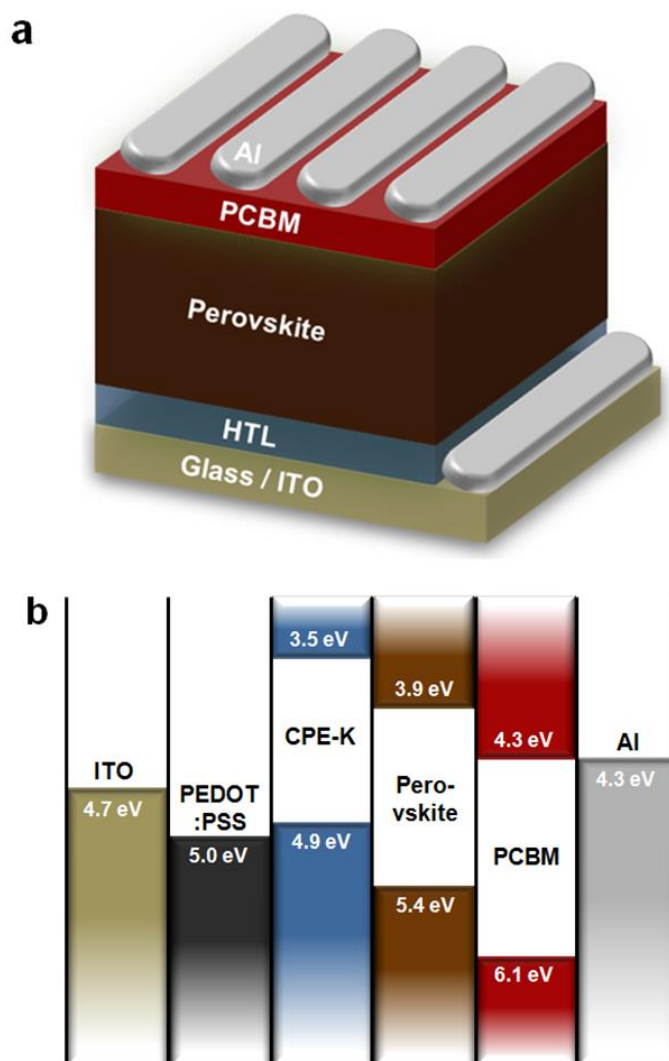 a
Al
PCBM
Perovskite
HTL
Glass / ITO
b
3.5 eV
3.9 eV
CPE-K
4.3 eV
Al
ITO
4.3 eV
4.7 eV
PEDOT
:PSS
Pero-
vskite
5.0 eV
4.9 eV
PCBM
5.4 eV
6.1 eV